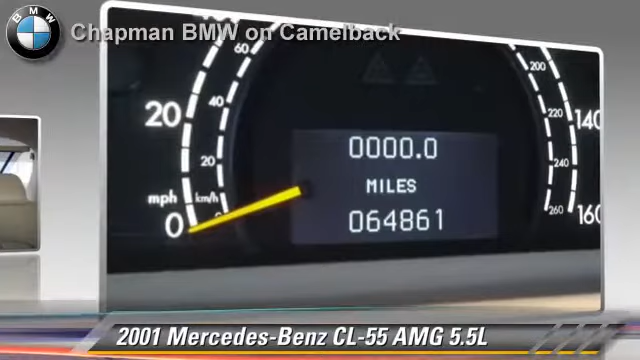 BMW
Chapman BMW on Camelback
60
200
20
40
220
140
0000.0
20
240
mph
km/h
MILES
0
260
160
064861
2001 Mercedes-Benz CL-55 AMG 5.5L